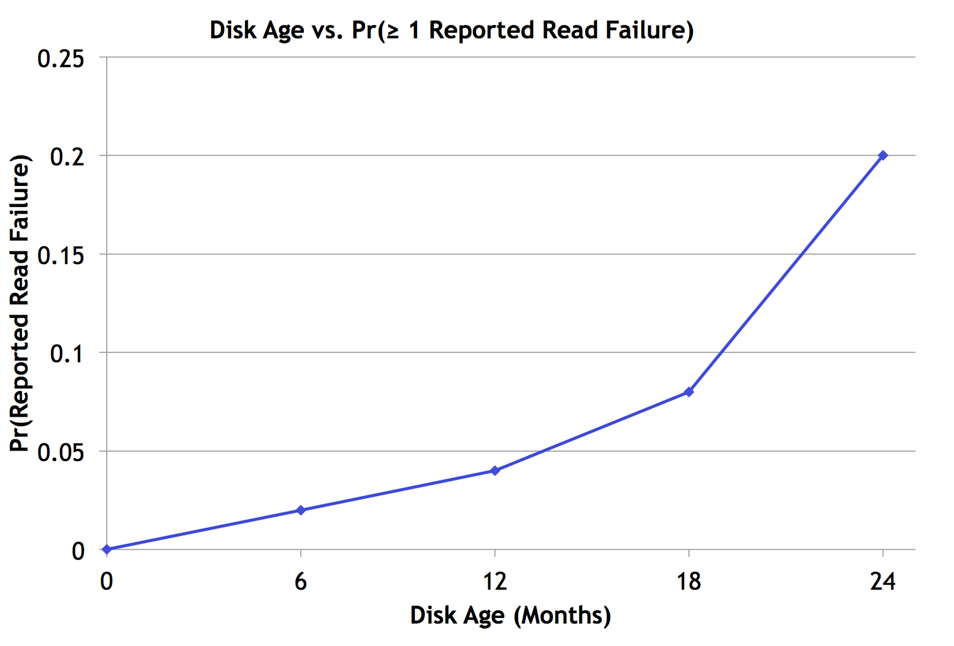 Disk Age vs. Pr(≥ 1 Reported Read Failure)
Pr(Reported Read Failure)
0.25
0.2
0.15
0.1
0.05
0
0 6 12 18 24
Disk Age (Months)